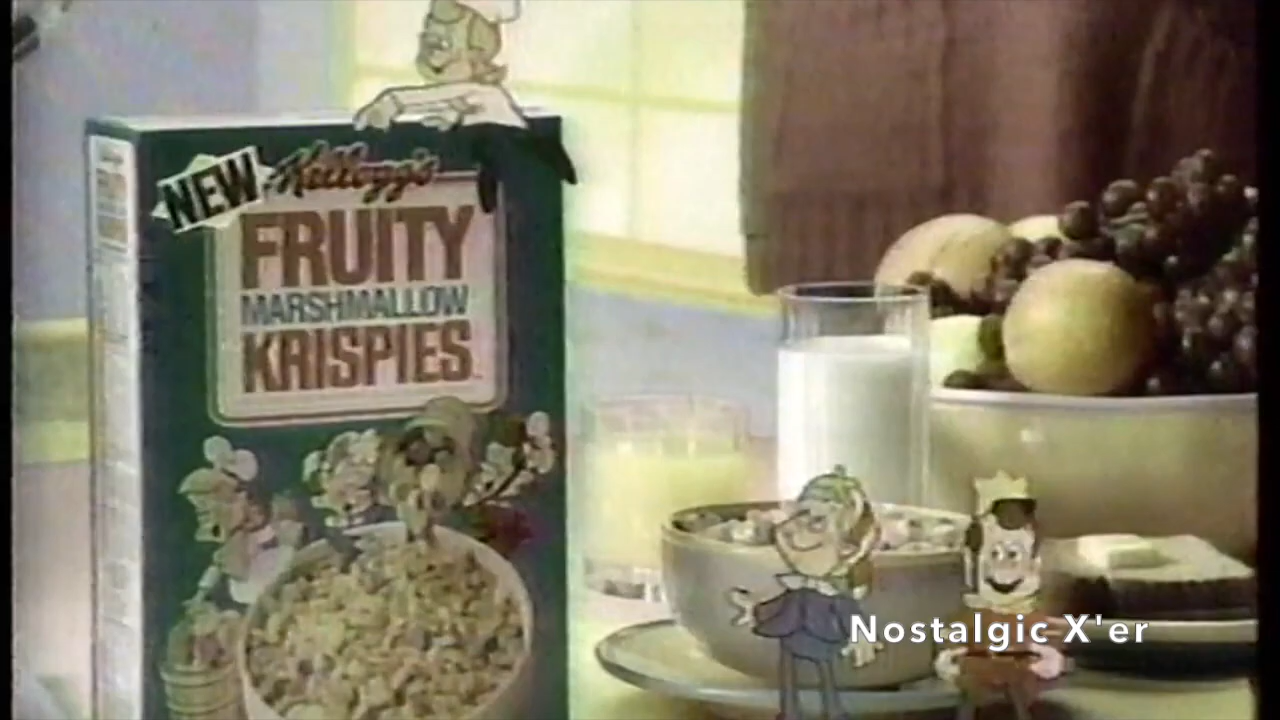 NEW
Kellogg's
FRUITY
MARSHMALLOW
KRISPIES
Nostalgic X'er